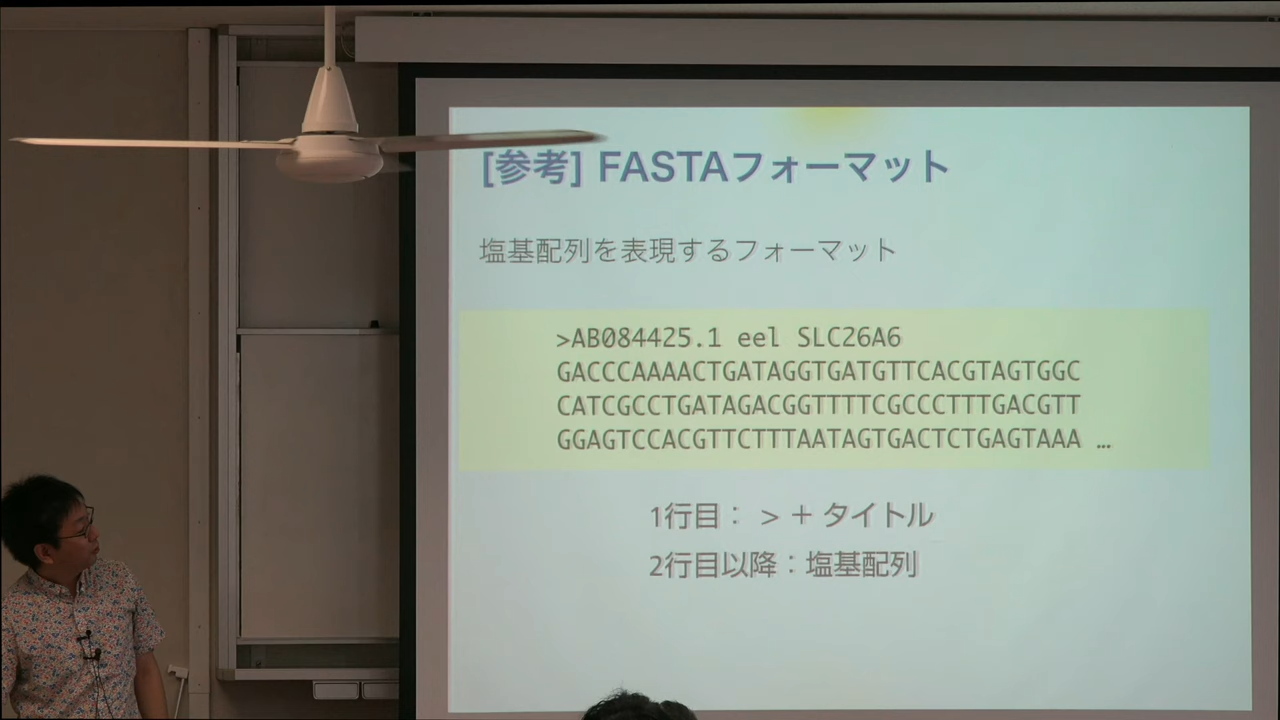 [参考] FASTAフォーマット
塩基配列を表現するフォーマット
>AB084425.1 eel SLC26A6
GACCCAAAACTGATAGGTGATGTTCACGTAGTGGC
CATCGCCTGATAGACGGTTTTTCGCCCTTTGACGTT
GGAGTCCACGTTCTTTAATAGTGACTCTGAGTAAA …
1行目： > + タイトル
2行目以降：塩基配列